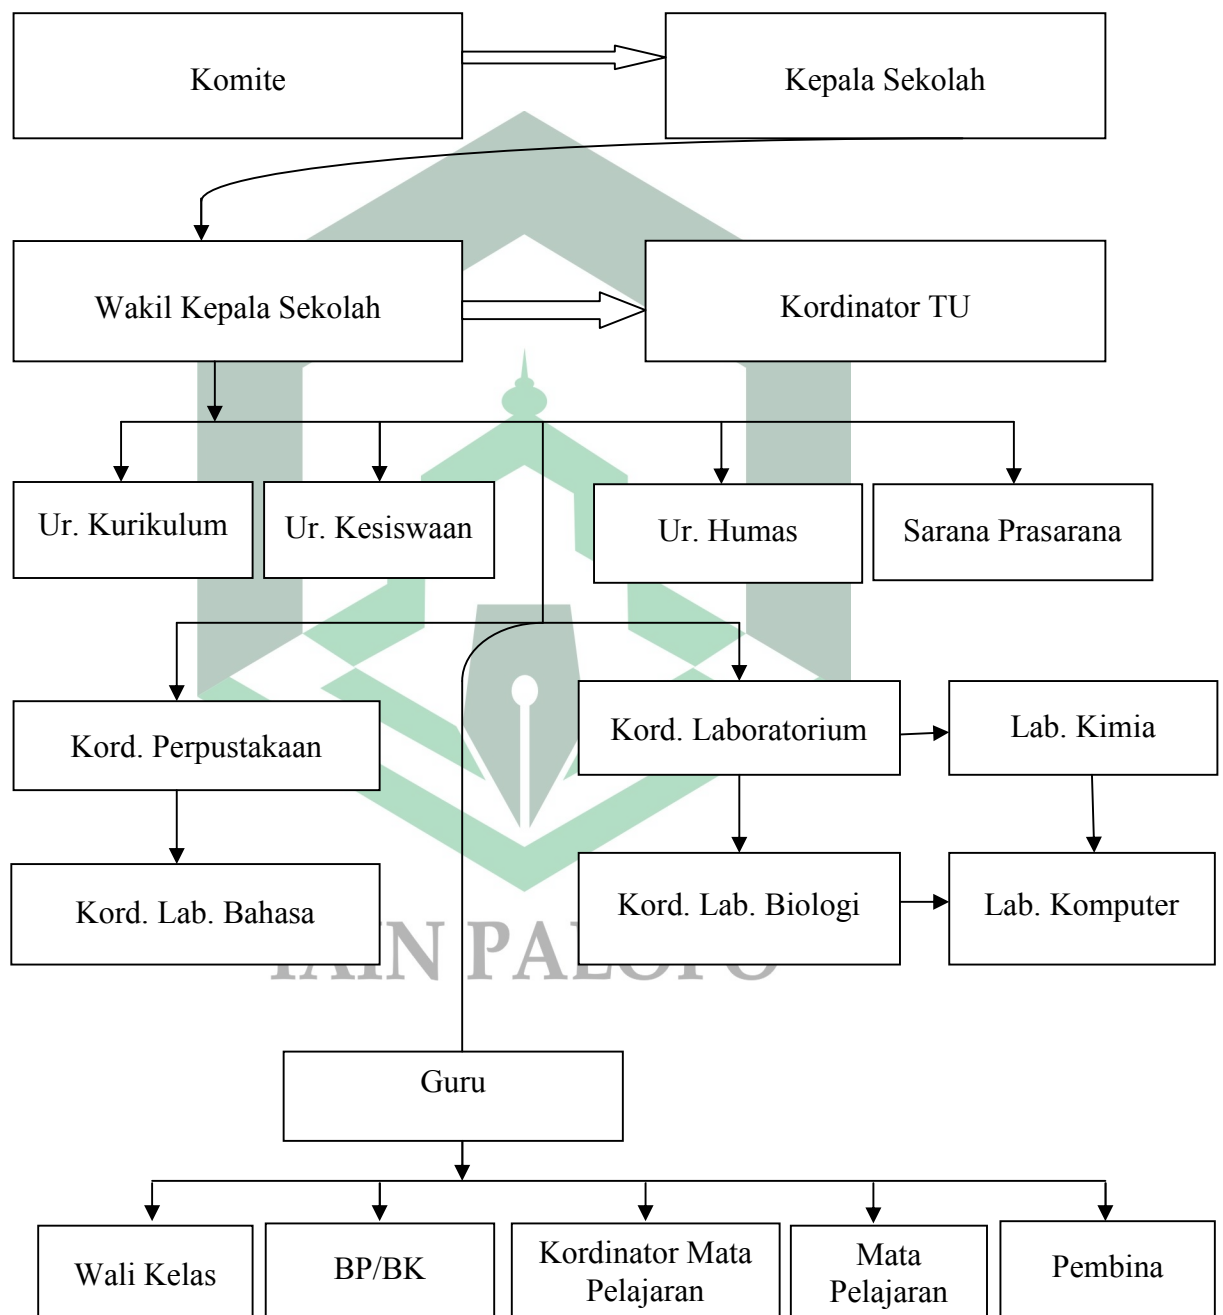 Komite
Kepala Sekolah
Wakil Kepala Sekolah
Kordinator TU
Ur. Kurikulum
Ur. Kesiswaan
Ur. Humas
Sarana Prasarana
Kord. Perpustakaan
Kord. Laboratorium
Lab. Kimia
Kord. Lab. Bahasa
Kord. Lab. Biologi
Lab. Komputer
IAIN PALOPO
Guru
Wali Kelas
BP/BK
Kordinator Mata
Pelajaran
Mata
Pelajaran
Pembina